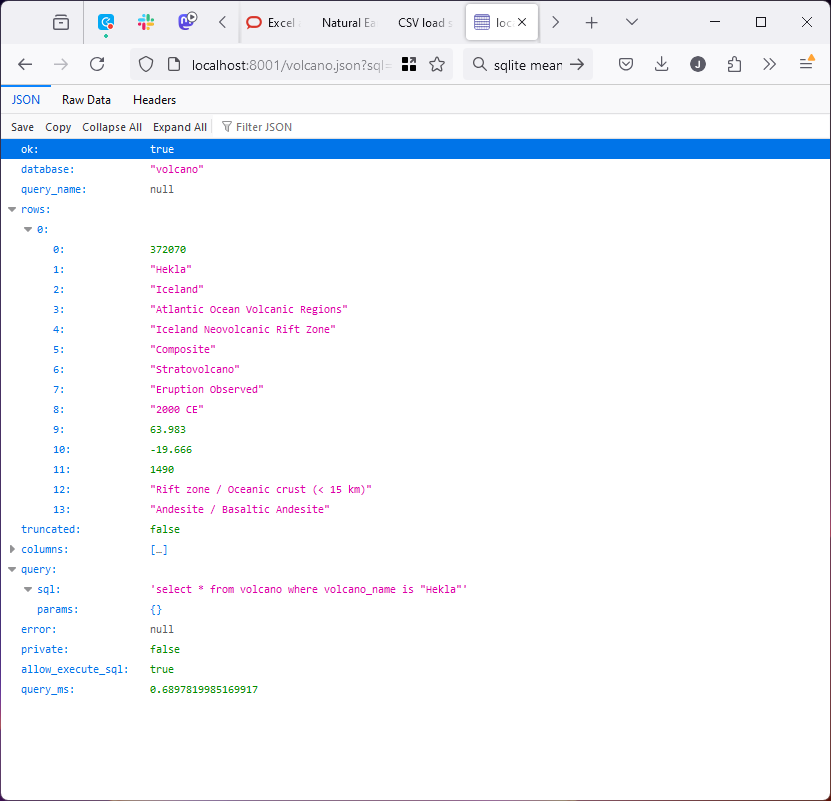 Excel
Natural Ea
CSV load s
loc
localhost:8001/volcano.json?sql=
sqlite mean
J
JSON Raw Data Headers
Save Copy Collapse All Expand All Filter JSON
ok: true
database: "volcano"
query_name: null
rows:
0:
0: 372070
1: "Hekla"
2: "Iceland"
3: "Atlantic Ocean Volcanic Regions"
4: "Iceland Neovolcanic Rift Zone"
5: "Composite"
6: "Stratovolcano"
7: "Eruption Observed"
8: "2000 CE"
9: 63.983
10: -19.666
11: 1490
12: "Rift zone / Oceanic crust (< 15 km)"
13: "Andesite / Basaltic Andesite"
truncated: false
columns: […]
query:
sql: 'select * from volcano where volcano_name is "Hekla"'
params: {}
error: null
private: false
allow_execute_sql: true
query_ms: 0.6897819985169917